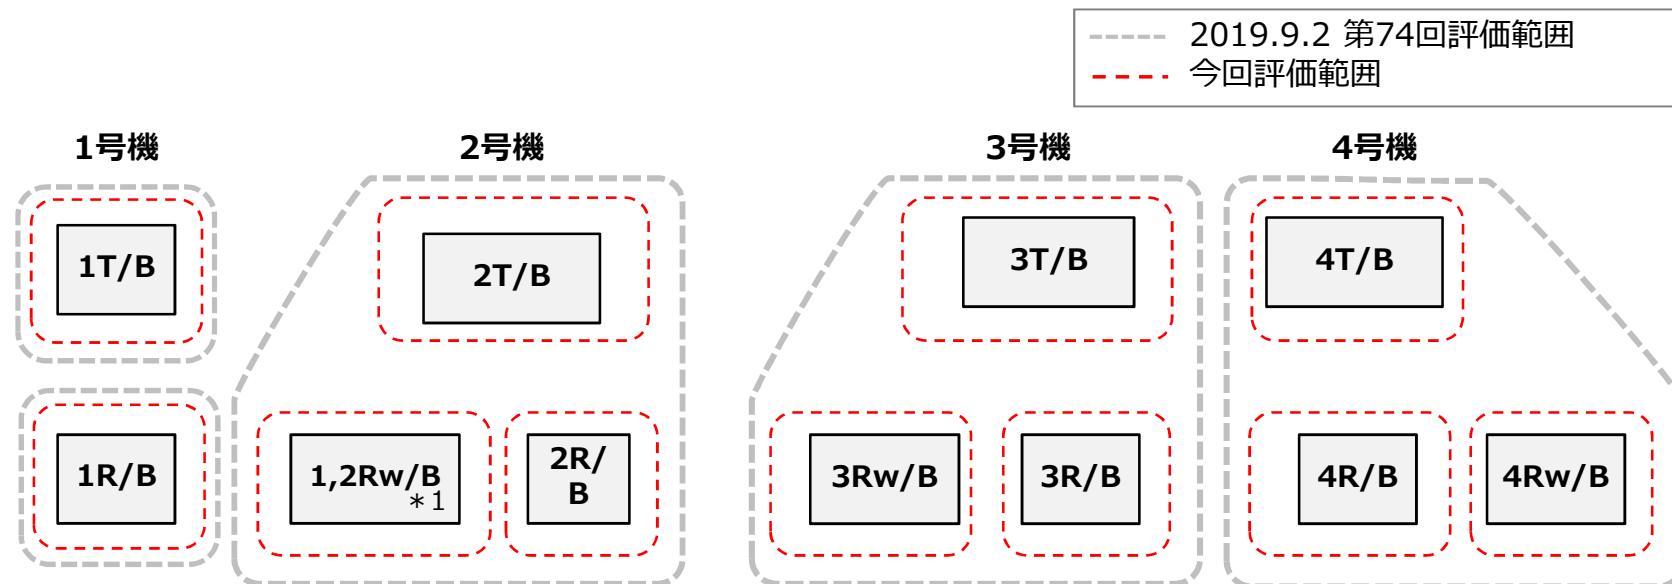 2019.9.2 第74回評価範囲
今回評価範囲
1号機
2号機
3号機
4号機
1T/B
2T/B
3T/B
4T/B
1R/B
1,2Rw/B
＊1
2R/
B
3Rw/B
3R/B
4R/B
4Rw/B